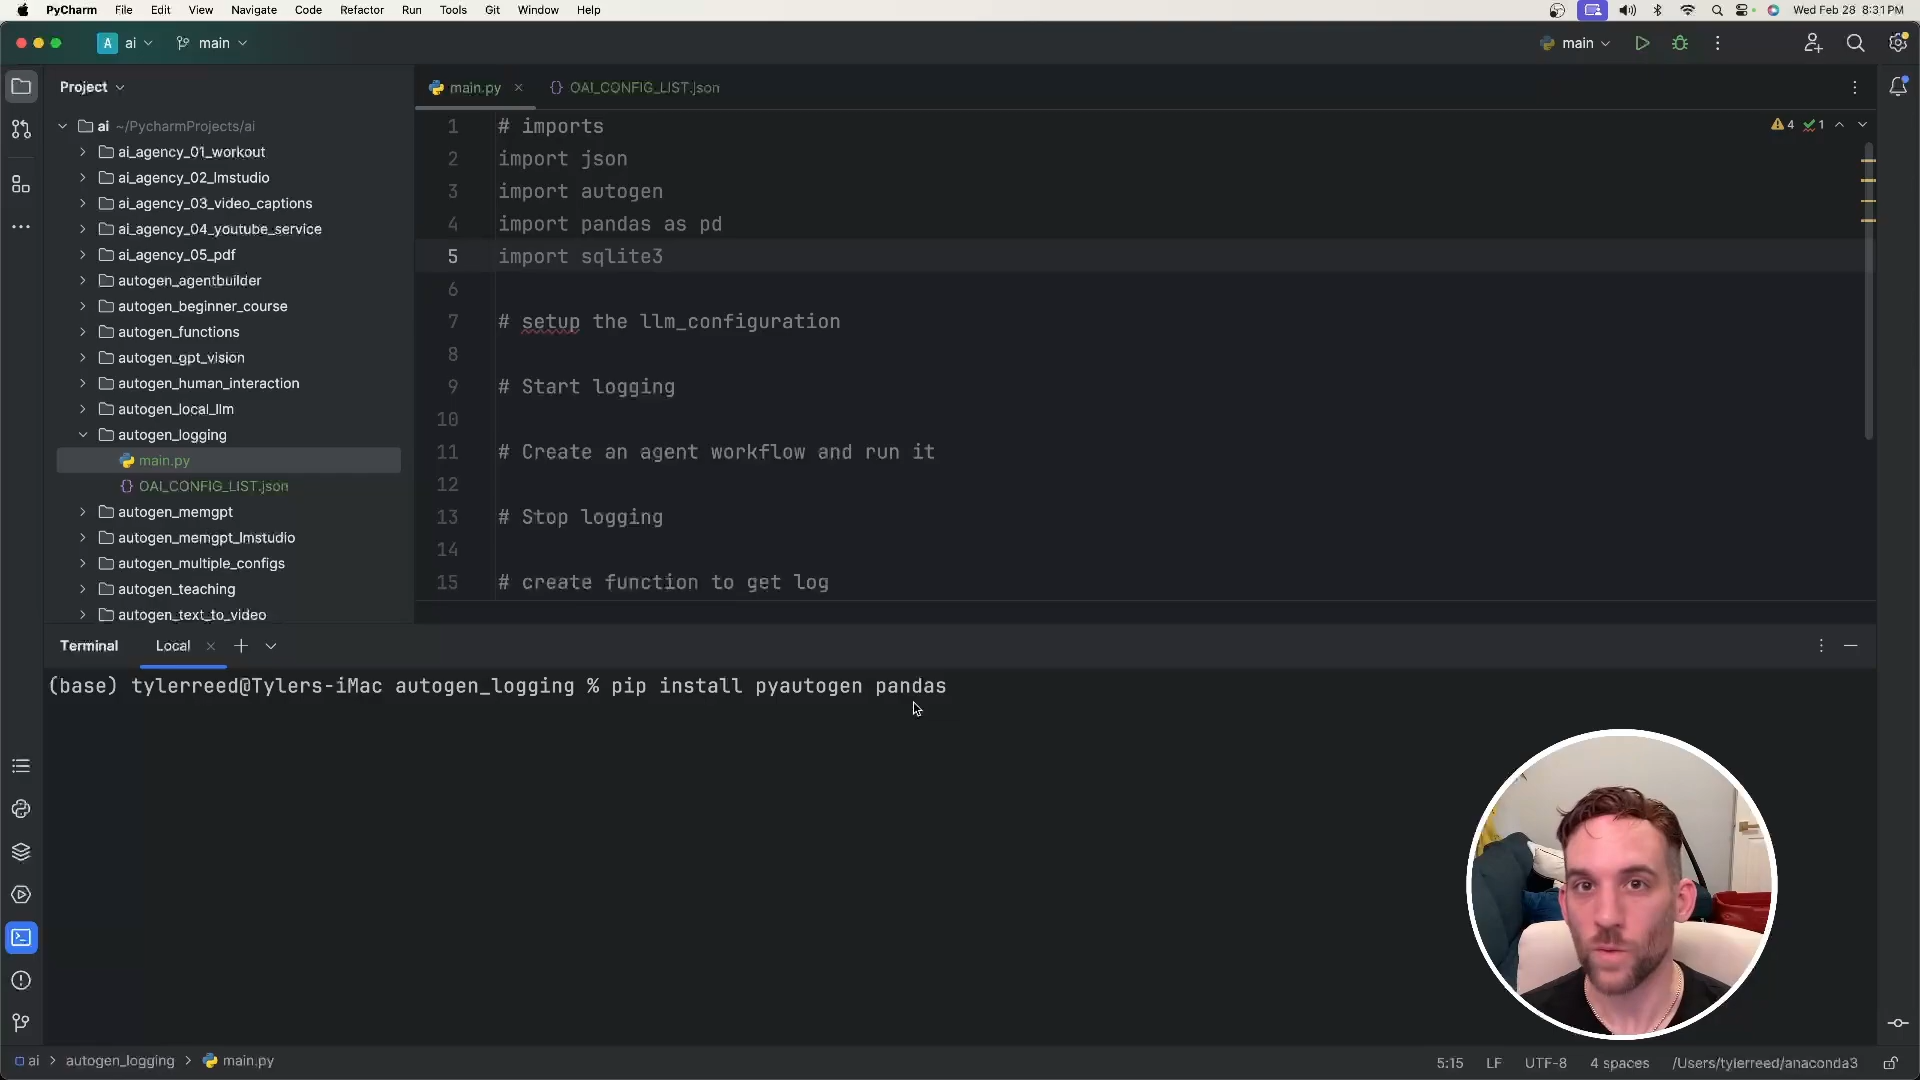 PyCharm File Edit View Navigate Code Refactor Run Tools Git Window Help Wed Feb 28 8:31 PM
A ai main main
Project
main.py
OAI_CONFIG_LIST.json
ai ~/PycharmProjects/ai
ai_agency_01_workout
ai_agency_02_lmstudio
ai_agency_03_video_captions
ai_agency_04_youtube_service
ai_agency_05_pdf
autogen_agentbuilder
autogen_beginner_course
autogen_functions
autogen_gpt_vision
autogen_human_interaction
autogen_local_llm
autogen_logging
main.py
OAI_CONFIG_LIST.json
autogen_memgpt
autogen_memgpt_lmstudio
autogen_multiple_configs
autogen_teaching
autogen_text_to_video
4 1
1 # imports
2 import json
3 import autogen
4 import pandas as pd
5 import sqlite3
6
7 # setup the llm_configuration
8
9 # Start logging
10
11 # Create an agent workflow and run it
12
13 # Stop logging
14
15 # create function to get log
Terminal Local
(base) tylerreed@Tylers-iMac autogen_logging % pip install pyautogen pandas
ai > autogen_logging > main.py
5:15 LF UTF-8 4 spaces /Users/tylerreed/anaconda3